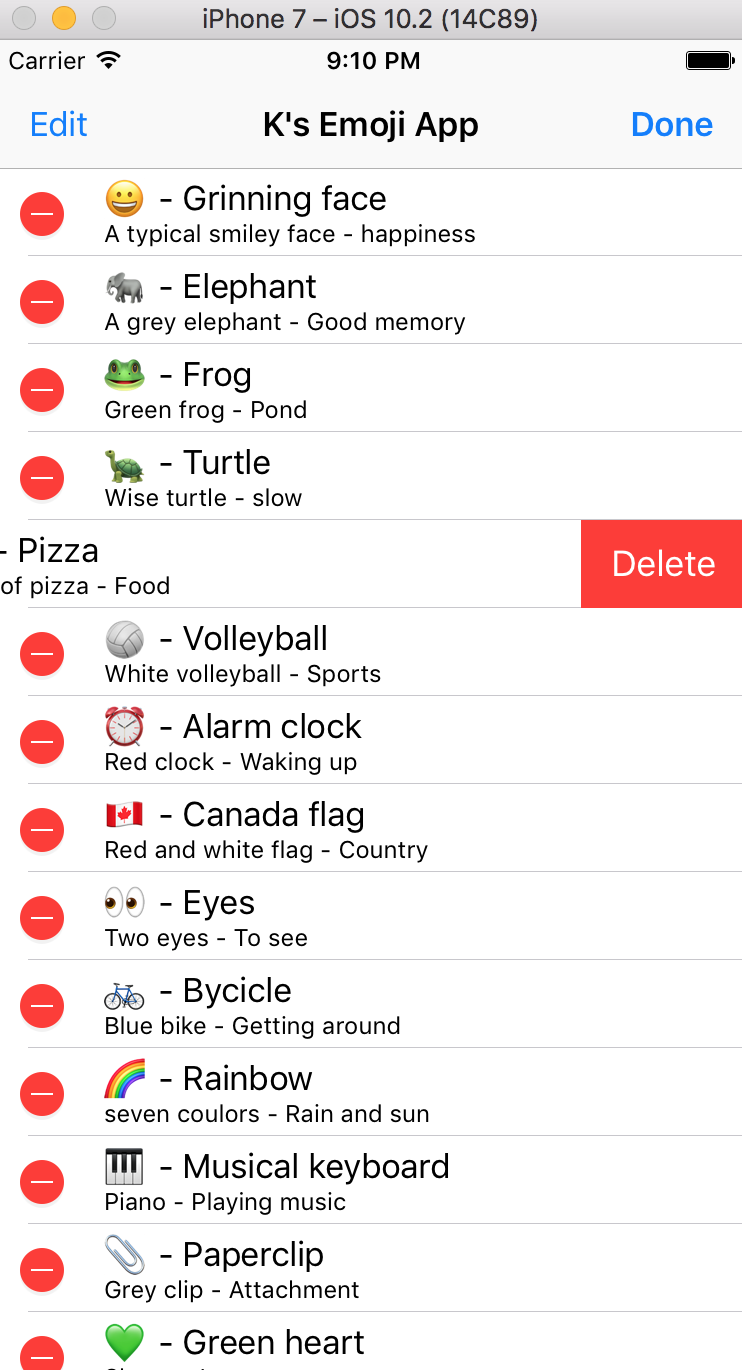 iPhone 7 – iOS 10.2 (14C89)
Carrier 9:10 PM
Edit K's Emoji App Done
😀 - Grinning face
A typical smiley face - happiness
🐘 - Elephant
A grey elephant - Good memory
🐸 - Frog
Green frog - Pond
🐢 - Turtle
Wise turtle - slow
- Pizza
of pizza - Food
Delete
🏐 - Volleyball
White volleyball - Sports
⏰ - Alarm clock
Red clock - Waking up
🇨🇦 - Canada flag
Red and white flag - Country
👀 - Eyes
Two eyes - To see
🚲 - Bycicle
Blue bike - Getting around
🌈 - Rainbow
seven coulors - Rain and sun
🎹 - Musical keyboard
Piano - Playing music
📎 - Paperclip
Grey clip - Attachment
💚 - Green heart